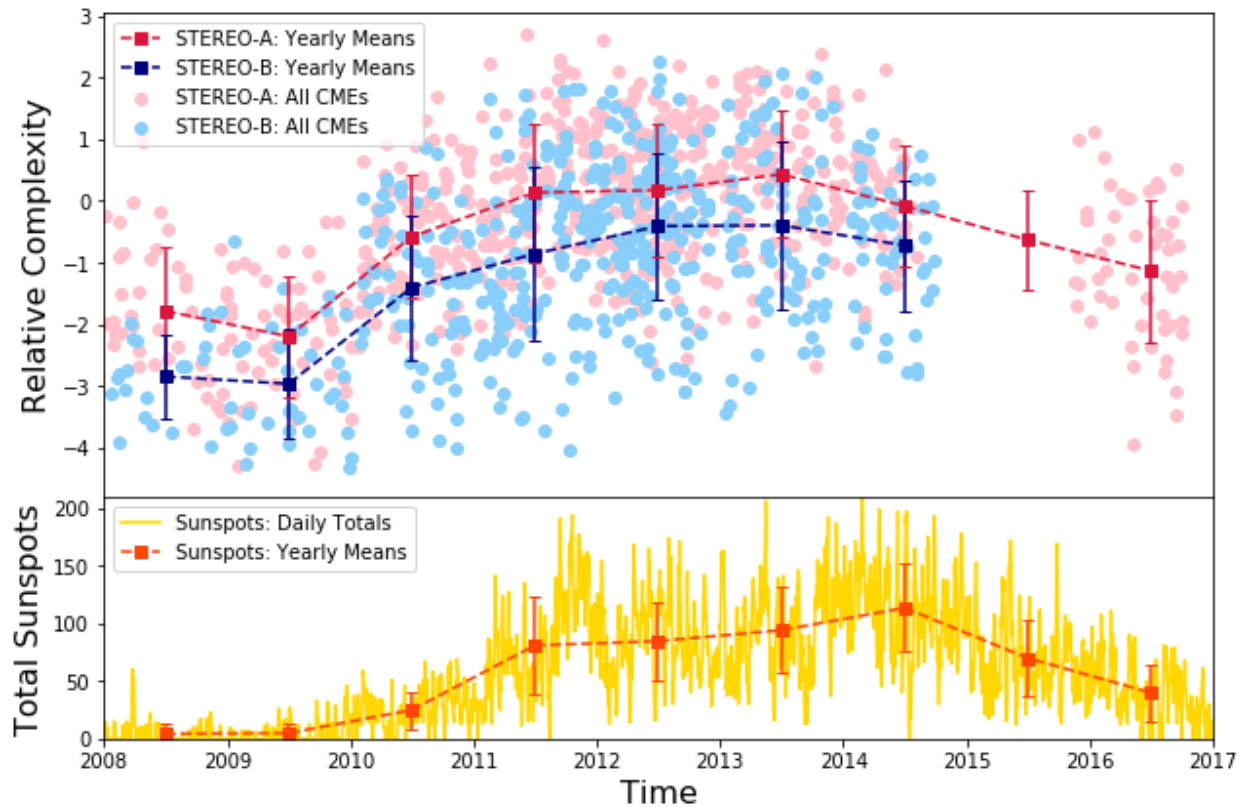 3
2
1
0
−1
−2
−3
−4
Relative Complexity
STEREO-A: Yearly Means
STEREO-B: Yearly Means
STEREO-A: All CMEs
STEREO-B: All CMEs
200
150
100
50
0
Total Sunspots
Sunspots: Daily Totals
Sunspots: Yearly Means
2008 2009 2010 2011 2012 2013 2014 2015 2016 2017
Time